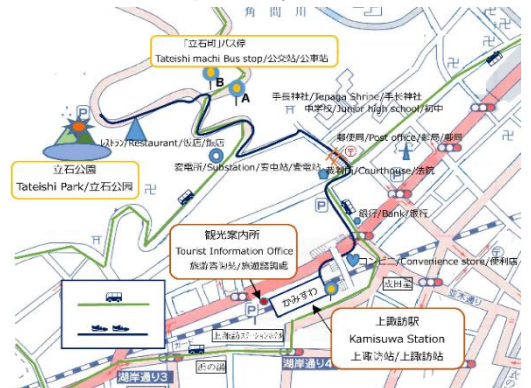 角間川
「立石町」バス停
Tateishi machi Bus stop/公交站/公車站
B
A
手長神社/Tenaga Shrine/手长神社
中学校/Junior high school/初中
P
郵便局/Post office/邮局/郵局
レストラン/Restaurant/饭店/飯店
変電所/Substation/变电站/變電站
裁判所/Courthouse/法院
立石公園
Tateishi Park/立石公园
P
銀行/Bank/银行
P
観光案内所
Tourist Information Office
旅游咨询处/旅遊諮詢處
コンビニ/Convenience store/便利店
かみすわ
並木通り
P
上諏訪駅
Kamisuwa Station
上诹访站/上諏訪站
湖岸通り3
湖岸通り4